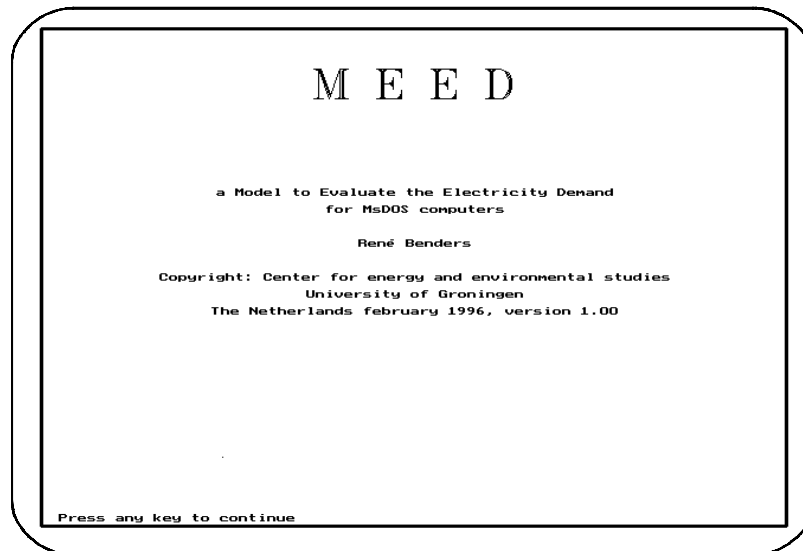 M E E D
a Model to Evaluate the Electricity Demand
for MsDOS computers
René Benders
Copyright: Center for energy and environmental studies
University of Groningen
The Netherlands february 1996, version 1.00
Press any key to continue